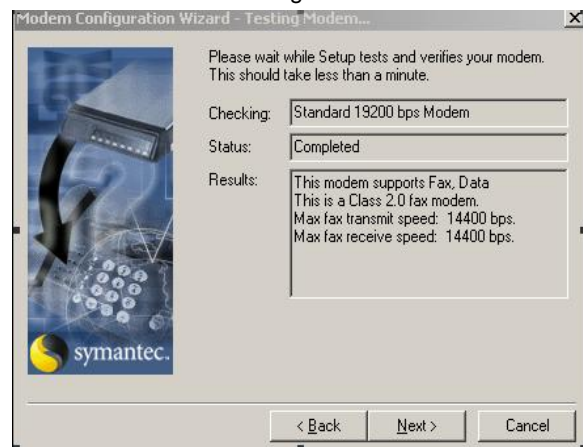 Modem Configuration Wizard - Testing Modem...
Please wait while Setup tests and verifies your modem.
This should take less than a minute.
Checking: Standard 19200 bps Modem
Status: Completed
Results: This modem supports Fax, Data
This is a Class 2.0 fax modem.
Max fax transmit speed: 14400 bps.
Max fax receive speed: 14400 bps.
symantec.
< Back Next > Cancel